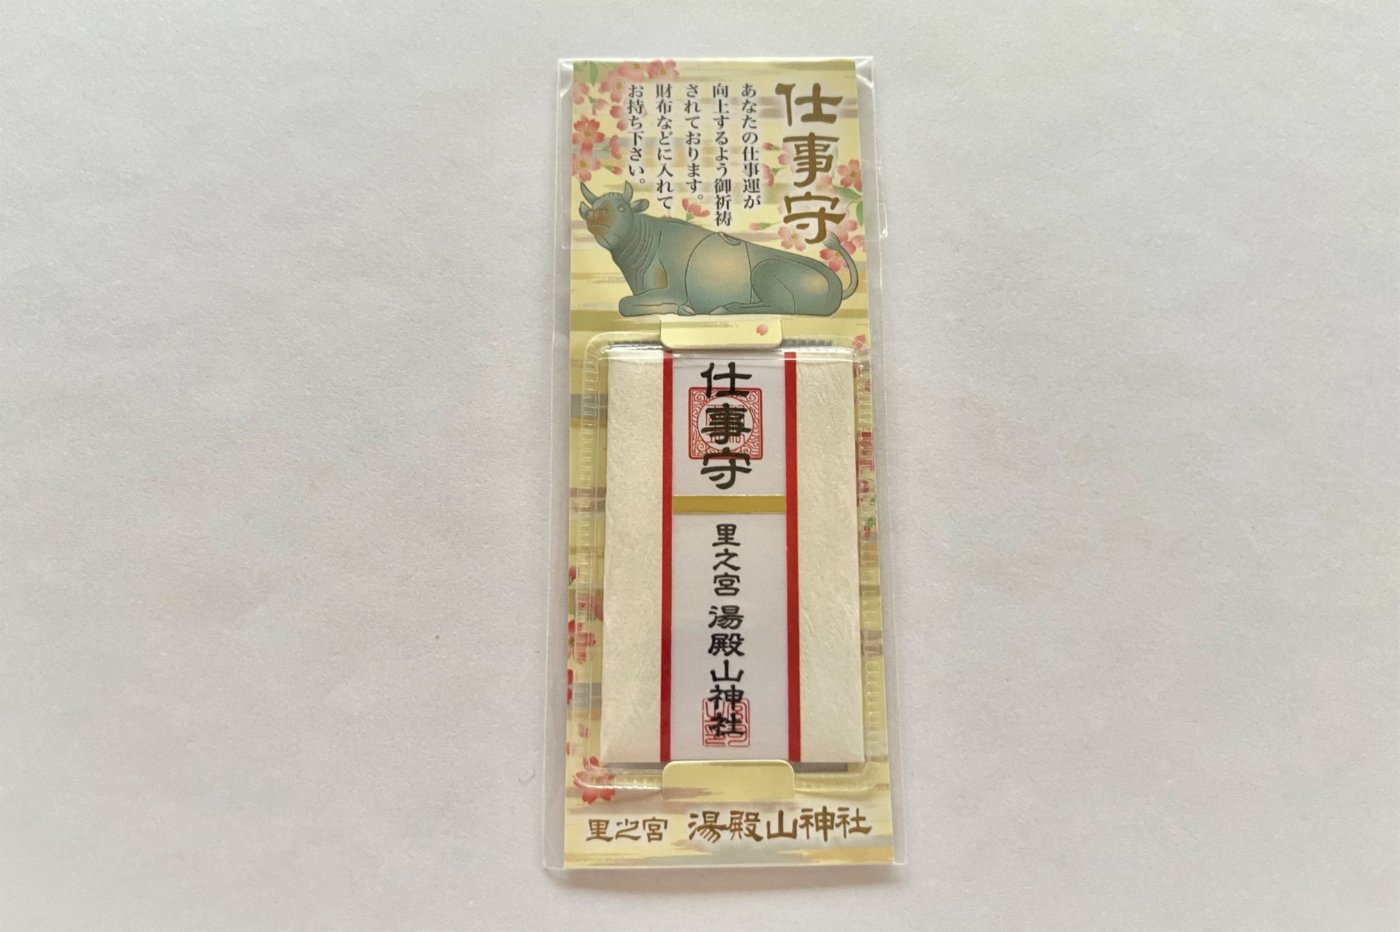 仕事守
あなたの仕事運が
向上するよう御祈祷
されております。
財布などに入れて
お持ち下さい。
仕事守
里之宮 湯殿山神社
里之宮 湯殿山神社